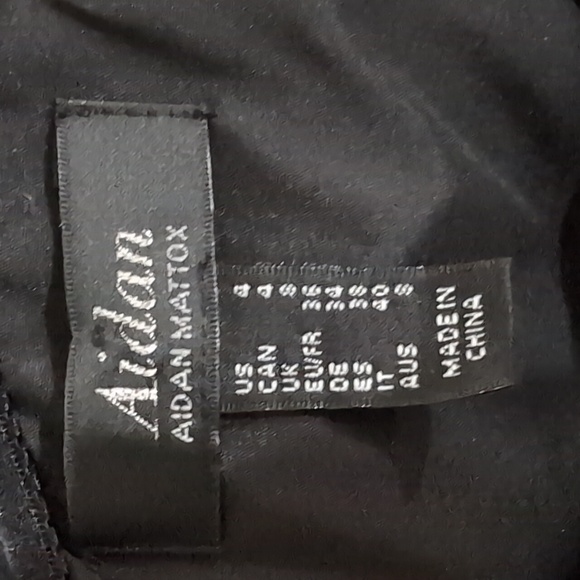 Aidan
AIDAN MATTOX
US 4
CAN 4
UK 8
EU/FR 36
DE 34
ES 38
IT 40
AUS 8
MADE IN
CHINA